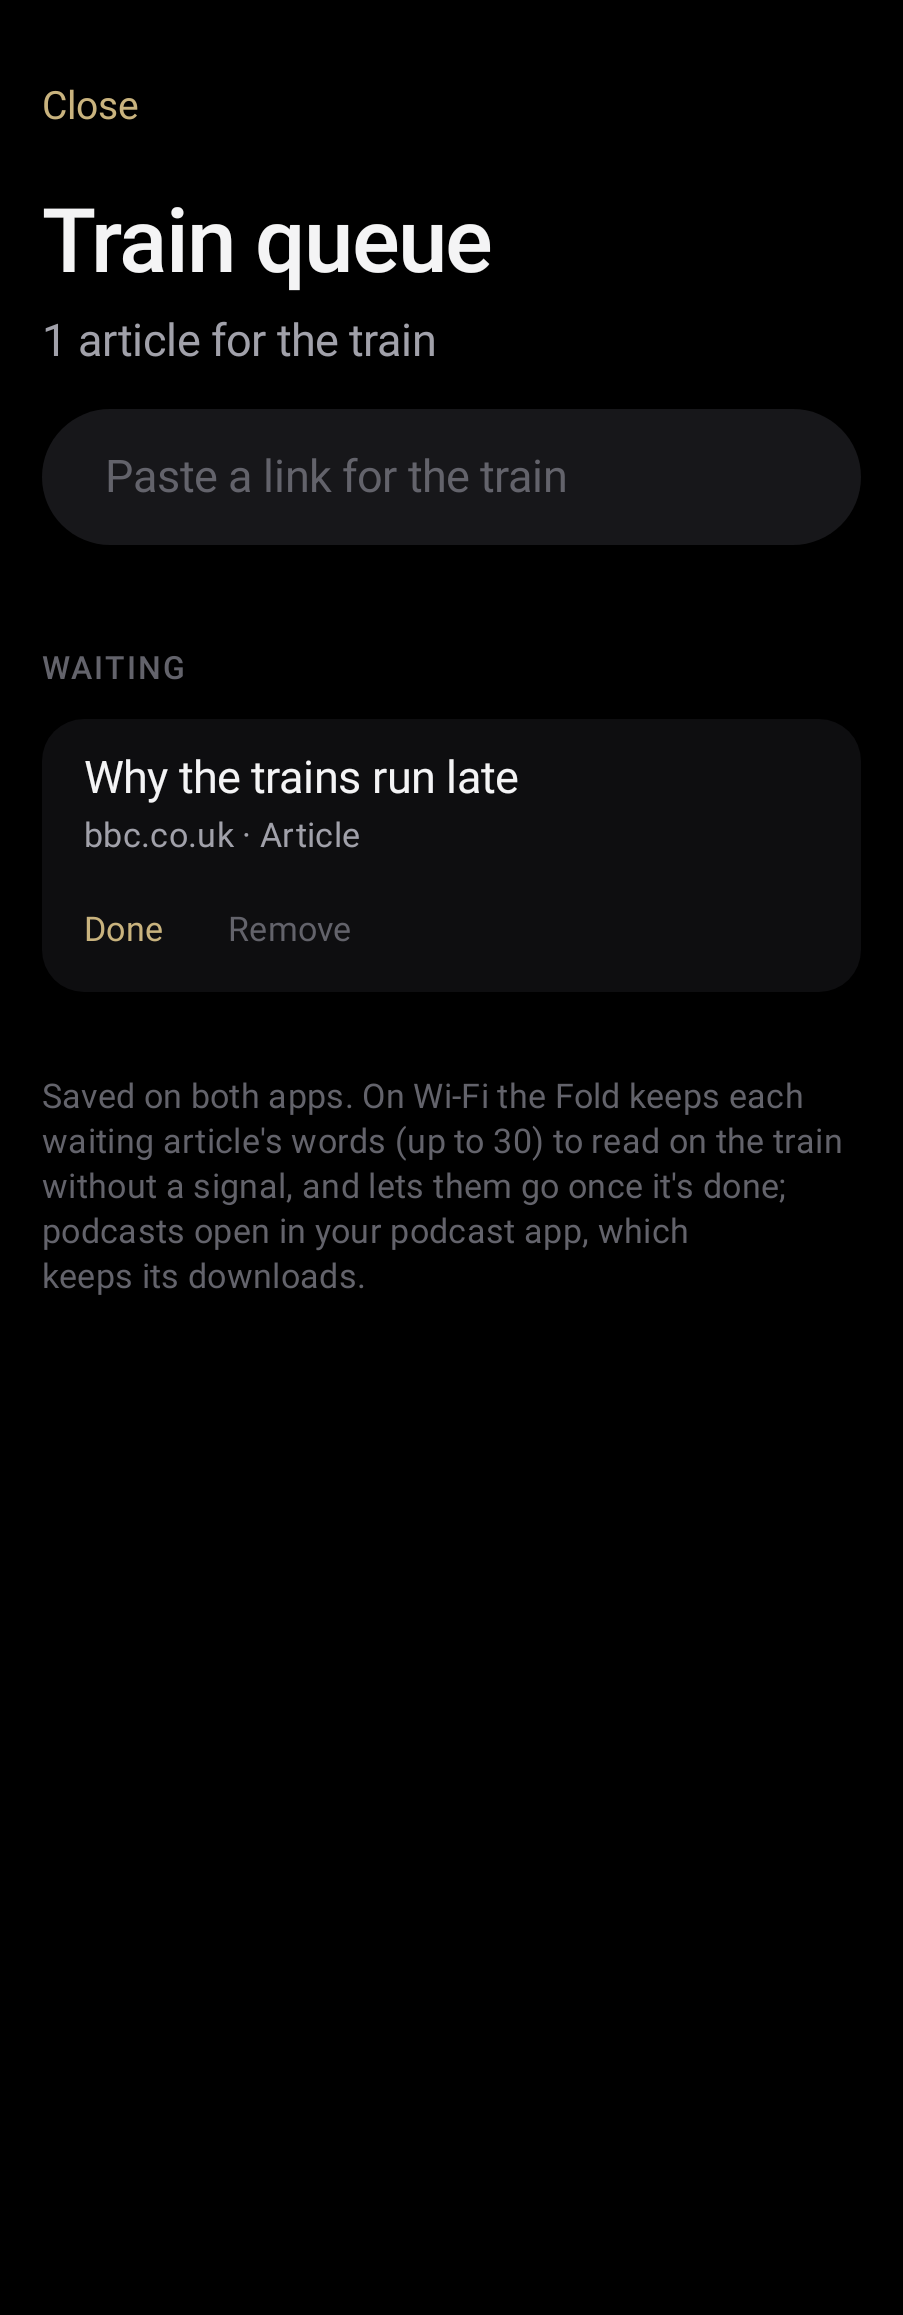 Close
Train queue
1 article for the train
Paste a link for the train
WAITING
Why the trains run late
bbc.co.uk · Article
Done Remove
Saved on both apps. On Wi-Fi the Fold keeps each
waiting article's words (up to 30) to read on the train
without a signal, and lets them go once it's done;
podcasts open in your podcast app, which
keeps its downloads.